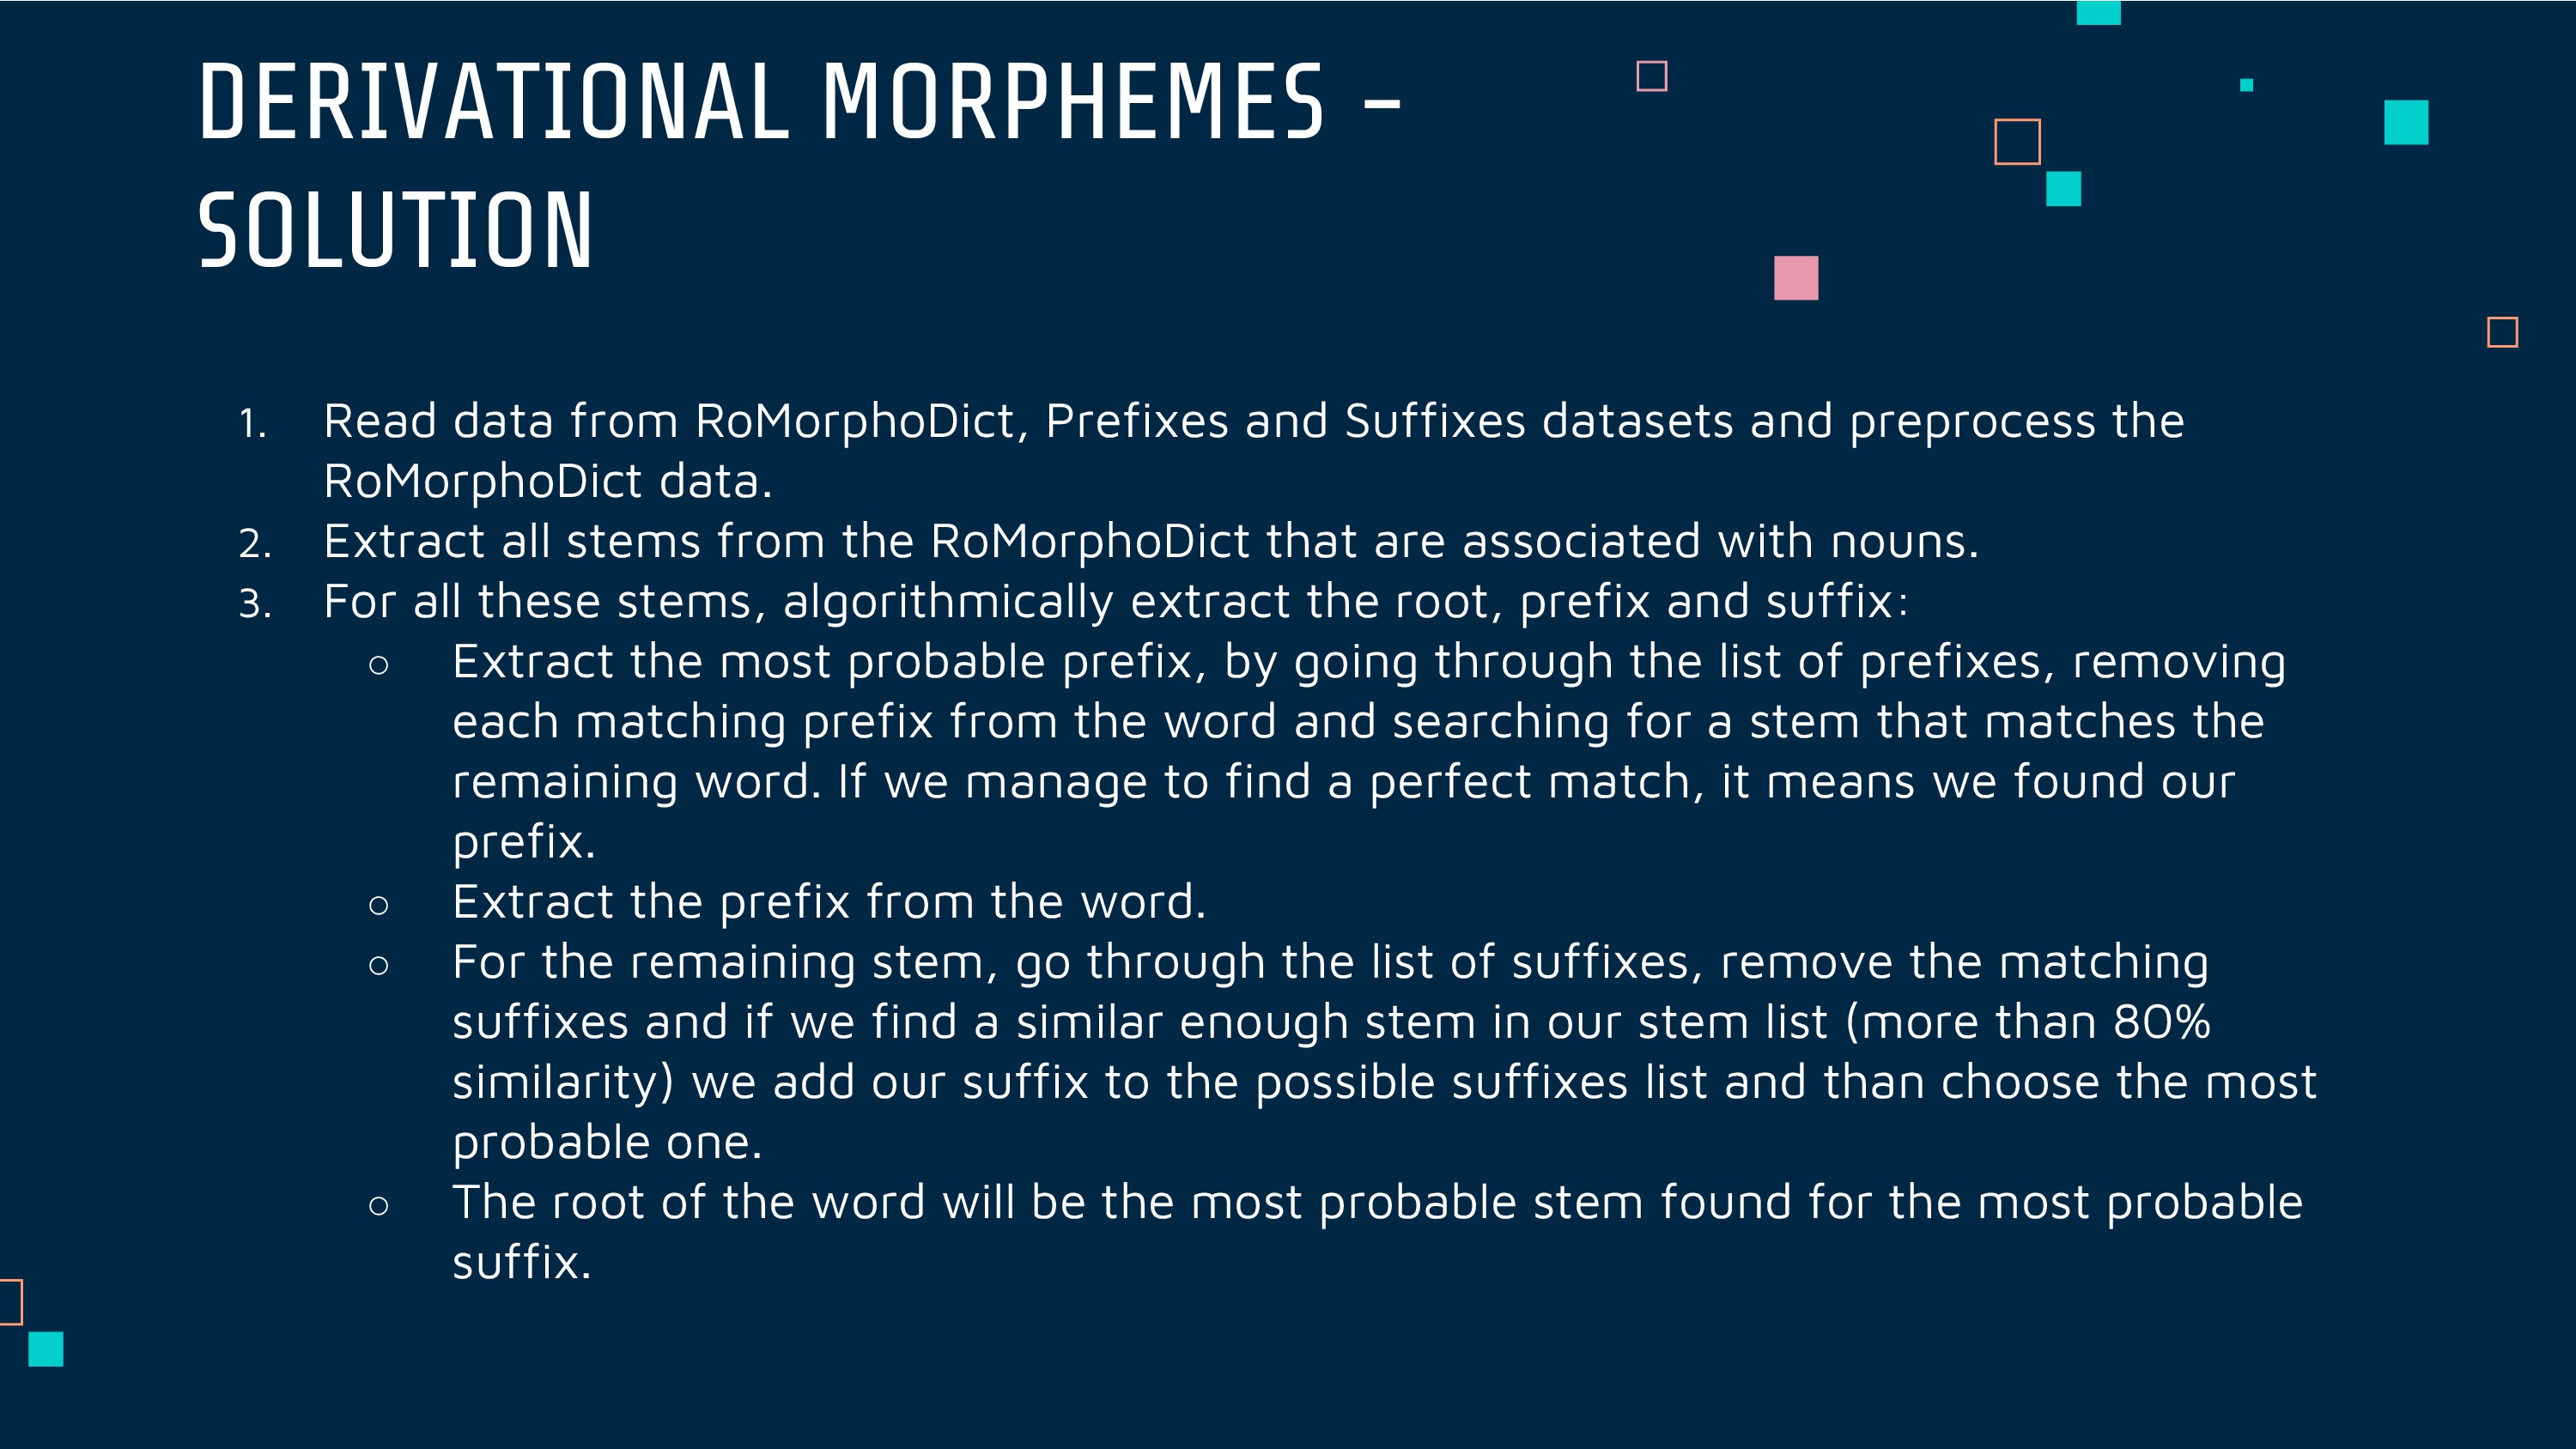 DERIVATIONAL MORPHEMES –
SOLUTION
1. Read data from RoMorphoDict, Prefixes and Suffixes datasets and preprocess the
RoMorphoDict data.
2. Extract all stems from the RoMorphoDict that are associated with nouns.
3. For all these stems, algorithmically extract the root, prefix and suffix:
○ Extract the most probable prefix, by going through the list of prefixes, removing
each matching prefix from the word and searching for a stem that matches the
remaining word. If we manage to find a perfect match, it means we found our
prefix.
○ Extract the prefix from the word.
○ For the remaining stem, go through the list of suffixes, remove the matching
suffixes and if we find a similar enough stem in our stem list (more than 80%
similarity) we add our suffix to the possible suffixes list and than choose the most
probable one.
○ The root of the word will be the most probable stem found for the most probable
suffix.